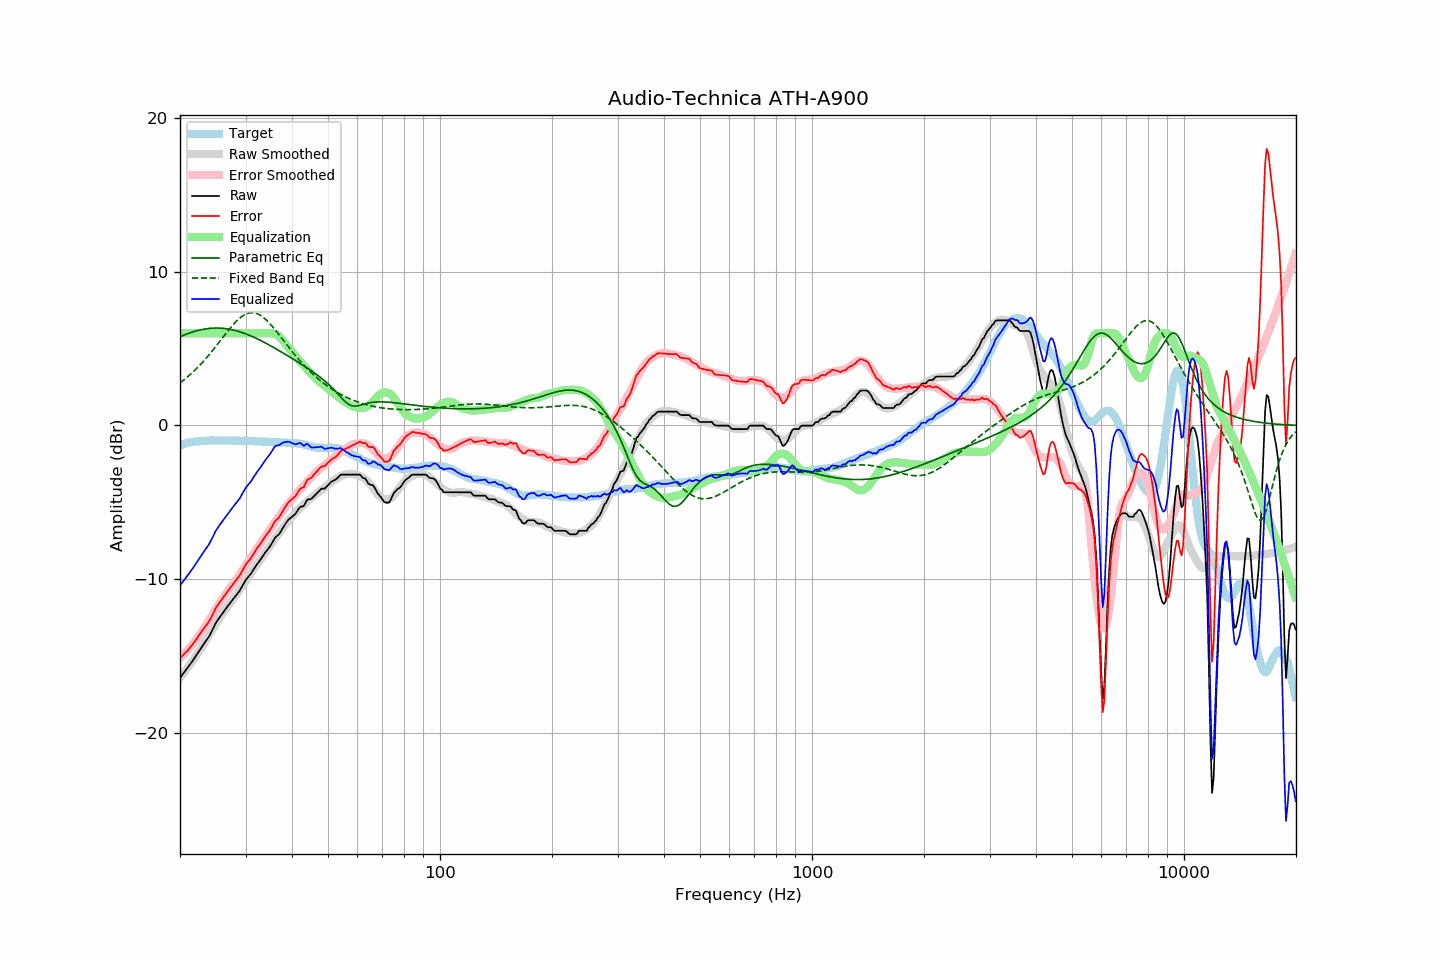 Audio-Technica ATH-A900
20
10
0
−10
−20
Amplitude (dBr)
Target
Raw Smoothed
Error Smoothed
Raw
Error
Equalization
Parametric Eq
Fixed Band Eq
Equalized
100
1000
10000
Frequency (Hz)